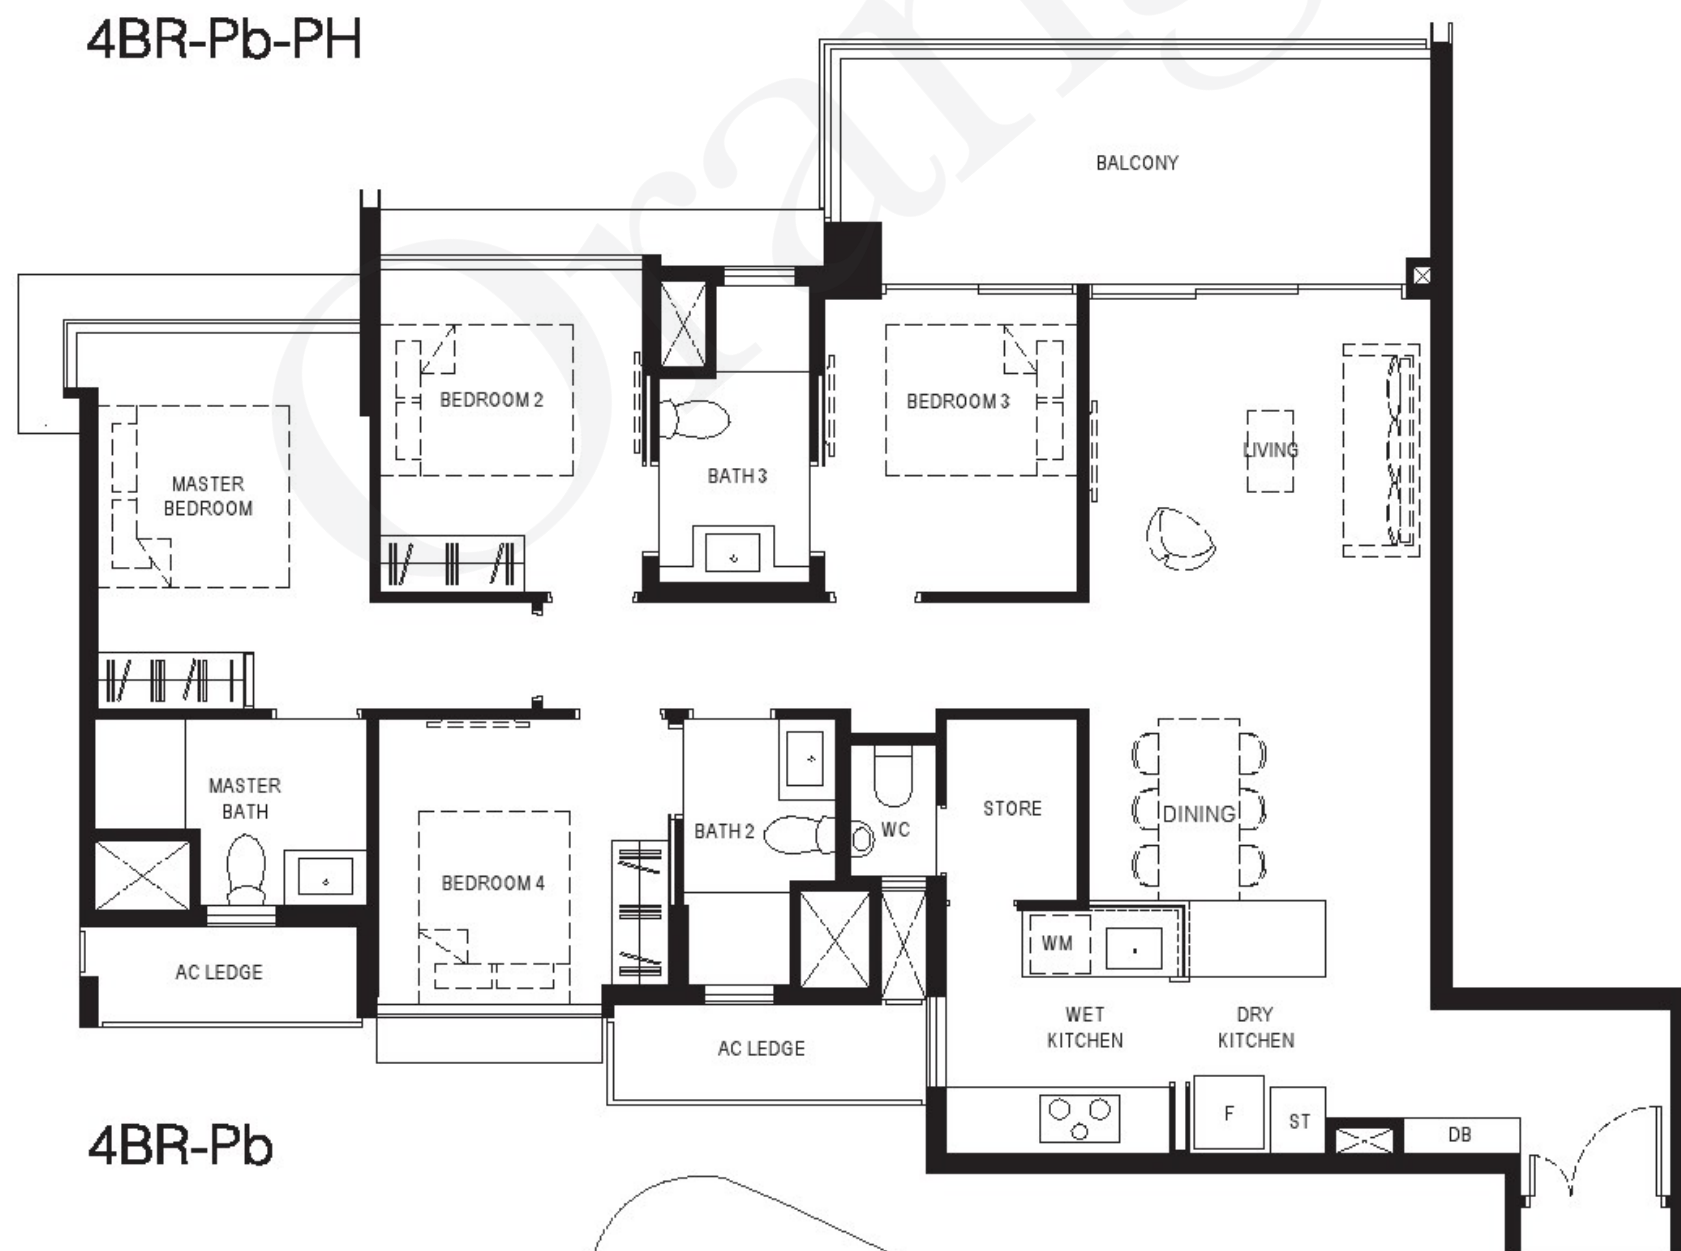 4BR-Pb-PH
BALCONY
BEDROOM 2
BEDROOM 3
LIVING
BATH 3
MASTER
BEDROOM
MASTER
BATH
STORE
DINING
WC
BATH 2
BEDROOM 4
WM
AC LEDGE
WET
KITCHEN
DRY
KITCHEN
AC LEDGE
F
ST
DB
4BR-Pb